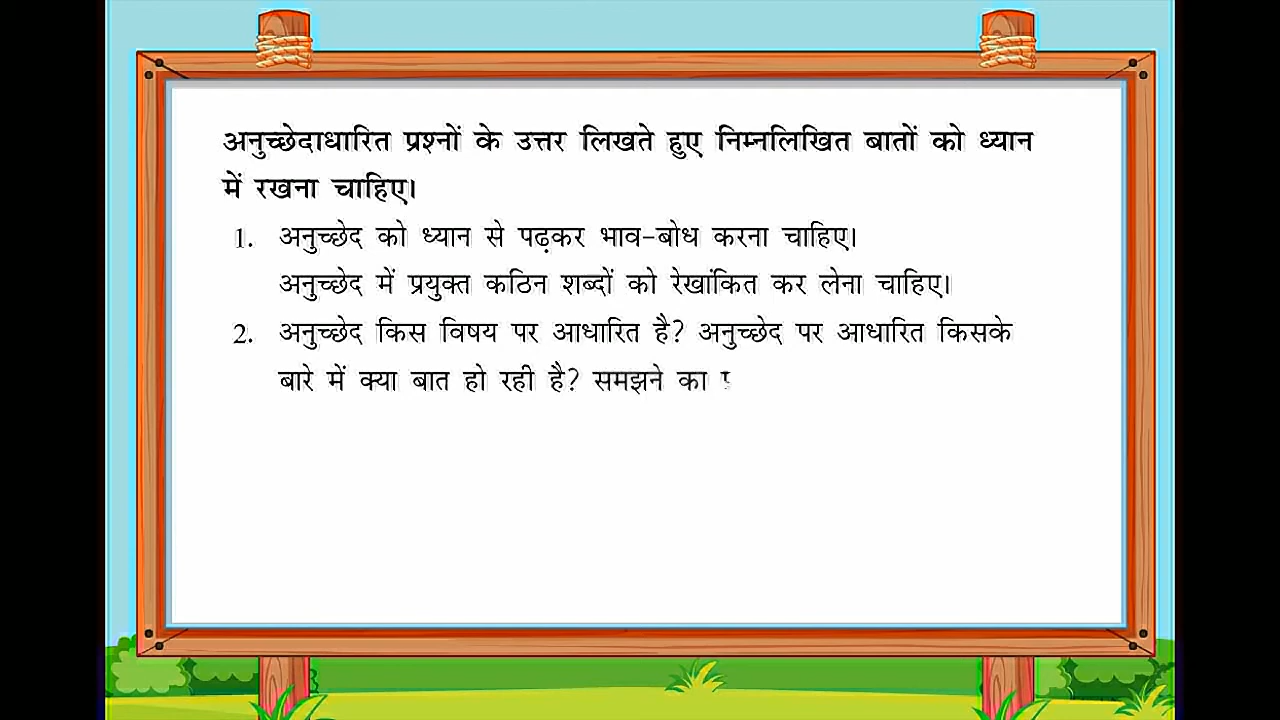 अनुच्छेदाधारित प्रश्नों के उत्तर लिखते हुए निम्नलिखित बातों को ध्यान
में रखना चाहिए।
1. अनुच्छेद को ध्यान से पढ़कर भाव-बोध करना चाहिए।
अनुच्छेद में प्रयुक्त कठिन शब्दों को रेखांकित कर लेना चाहिए।
2. अनुच्छेद किस विषय पर आधारित है? अनुच्छेद पर आधारित किसके
बारे में क्या बात हो रही है? समझने का